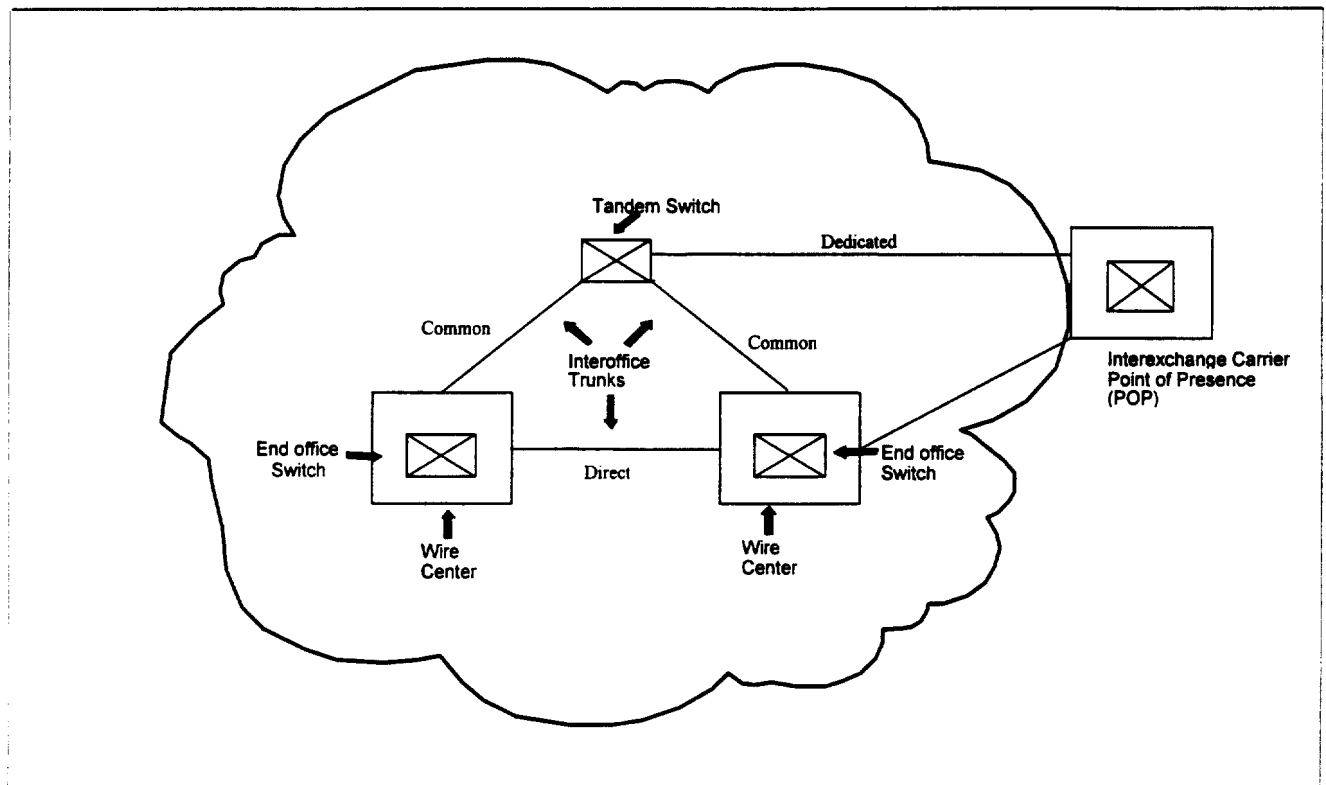 Tandem Switch
Dedicated
Common
Common
Interoffice
Trunks
Interexchange Carrier
Point of Presence
(POP)
End office
Switch
Direct
End office
Switch
Wire
Center
Wire
Center